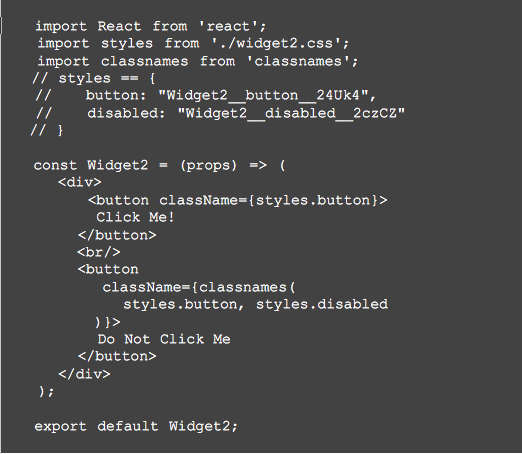 import React from 'react';
import styles from './widget2.css';
import classnames from 'classnames';
// styles == {
//    button: "Widget2__button__24Uk4",
//    disabled: "Widget2__disabled__2czCZ"
// }
const Widget2 = (props) => (
<div>
<button className={styles.button}>
Click Me!
</button>
<br/>
<button
className={classnames(
styles.button, styles.disabled
)}>
Do Not Click Me
</button>
</div>
);
export default Widget2;